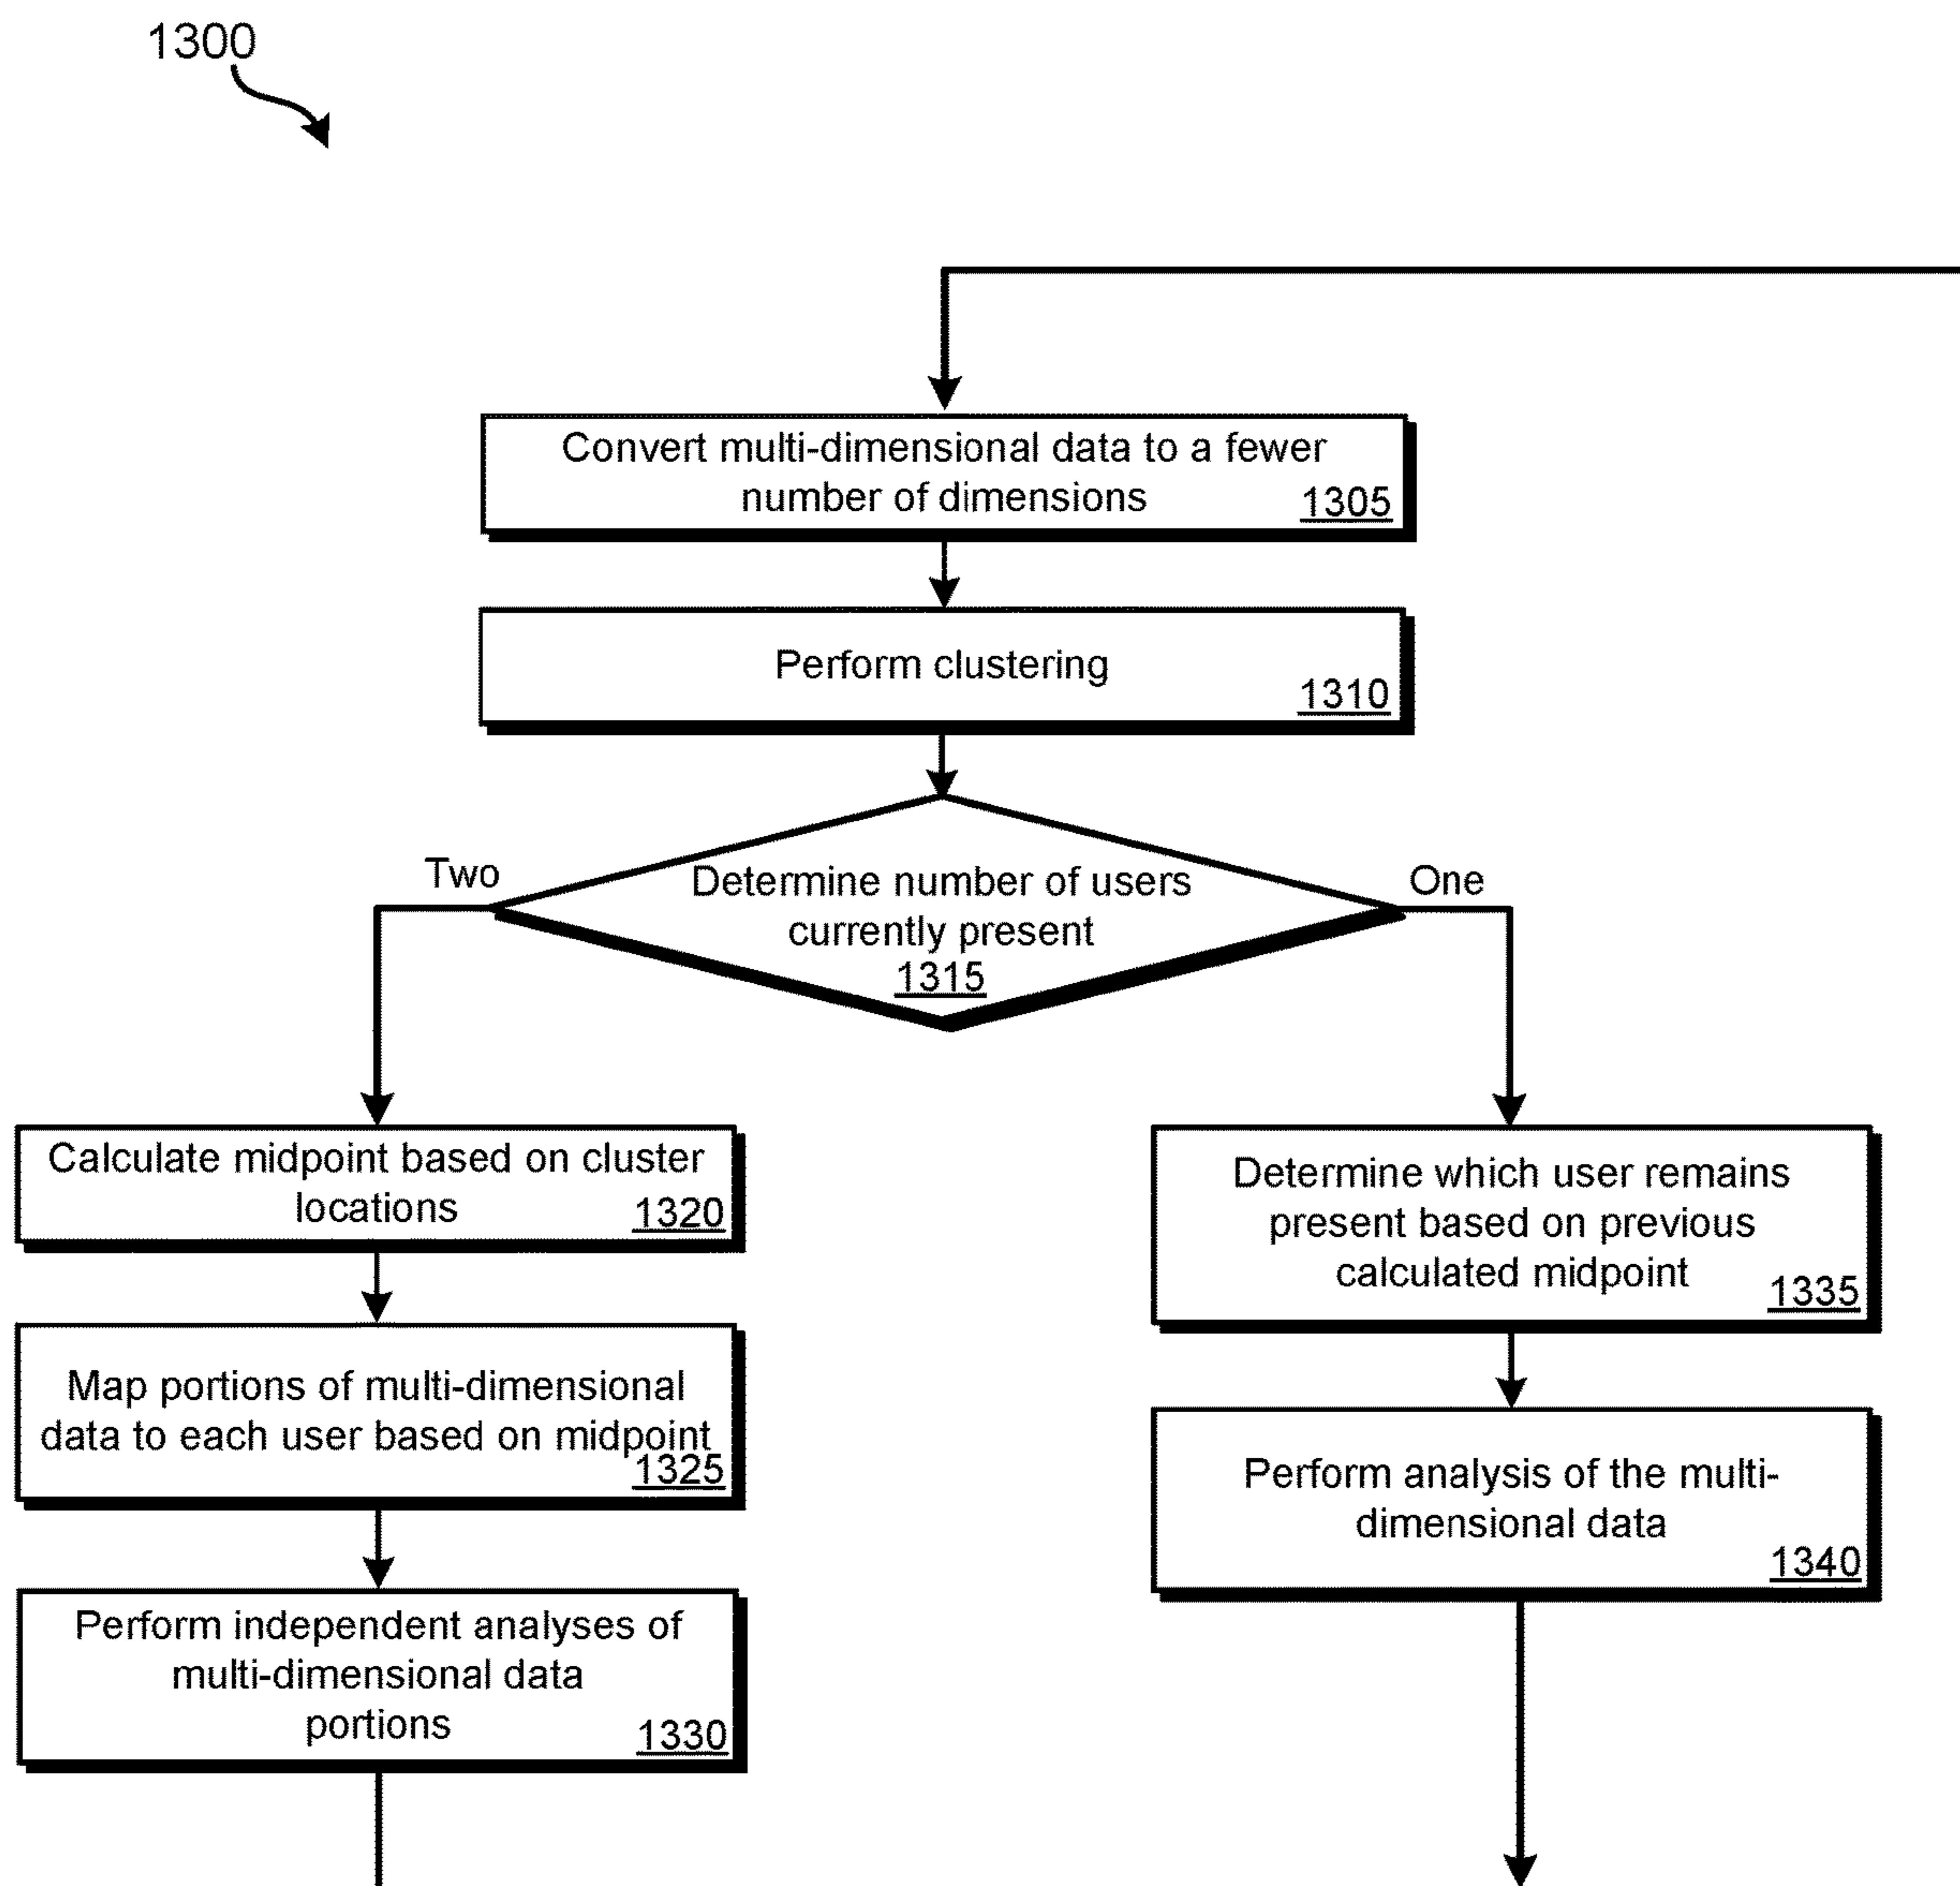 1300
Convert multi-dimensional data to a fewer
number of dimensions
1305
Perform clustering
1310
Two
Determine number of users
currently present
1315
One
Calculate midpoint based on cluster
locations
1320
Map portions of multi-dimensional
data to each user based on midpoint
1325
Perform independent analyses of
multi-dimensional data
portions
1330
Determine which user remains
present based on previous
calculated midpoint
1335
Perform analysis of the multi-
dimensional data
1340